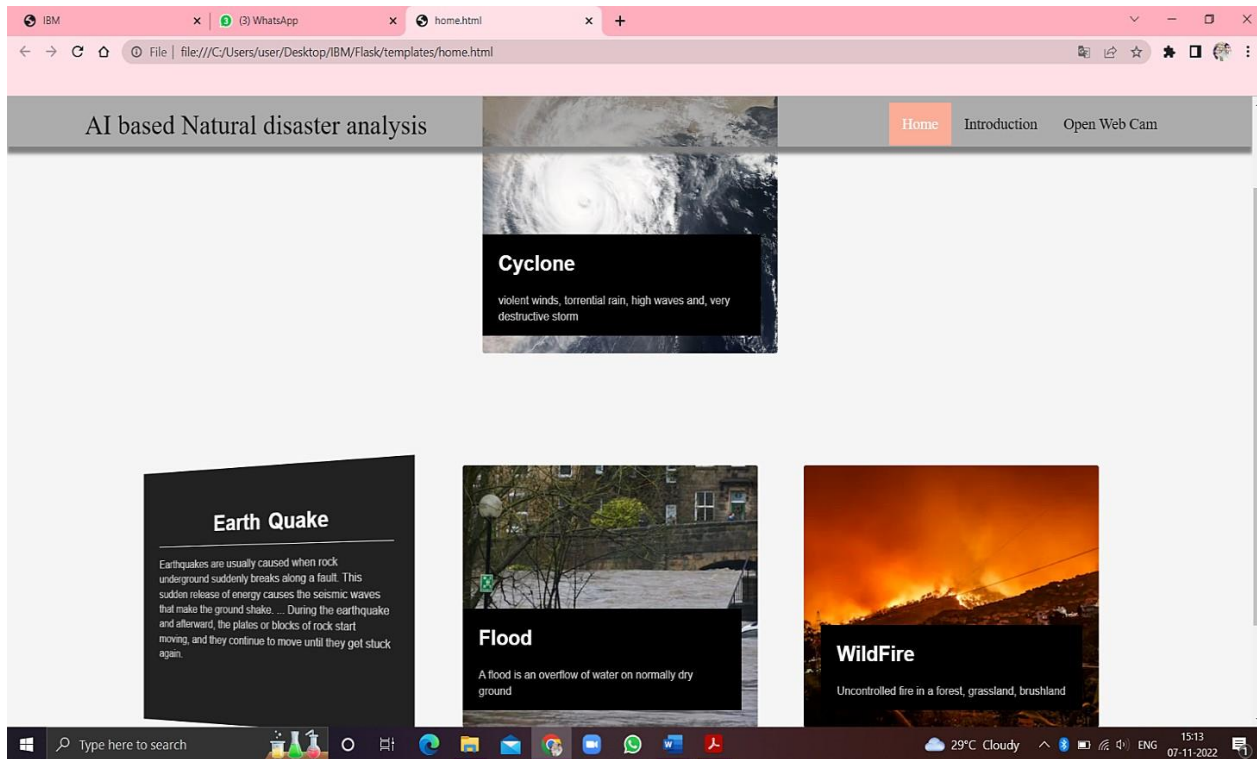 IBM
(3) WhatsApp
home.html
File | file:///C:/Users/user/Desktop/IBM/Flask/templates/home.html
AI based Natural disaster analysis
Home
Introduction
Open Web Cam
Cyclone
violent winds, torrential rain, high waves and, very
destructive storm
Earth Quake
Earthquakes are usually caused when rock
underground suddenly breaks along a fault. This
sudden release of energy causes the seismic waves
that make the ground shake. ... During the earthquake
and afterward, the plates or blocks of rock start
moving, and they continue to move until they get stuck
again.
Flood
A flood is an overflow of water on normally dry
ground
WildFire
Uncontrolled fire in a forest, grassland, brushland
Type here to search
29°C Cloudy
ENG
15:13
07-11-2022